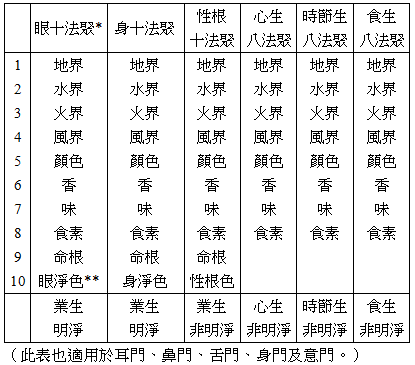 眼十法聚* 身十法聚 性根十法聚 心生八法聚 時節生八法聚 食生八法聚
1 地界 地界 地界 地界 地界 地界
2 水界 水界 水界 水界 水界 水界
3 火界 火界 火界 火界 火界 火界
4 風界 風界 風界 風界 風界 風界
5 顏色 顏色 顏色 顏色 顏色 顏色
6 香 香 香 香 香 香
7 味 味 味 味 味 味
8 食素 食素 食素 食素 食素 食素
9 命根 命根 命根
10 眼淨色** 身淨色 性根色
業生 業生 業生 心生 時節生 食生
明淨 明淨 非明淨 非明淨 非明淨 非明淨
（此表也適用於耳門、鼻門、舌門、身門及意門。）